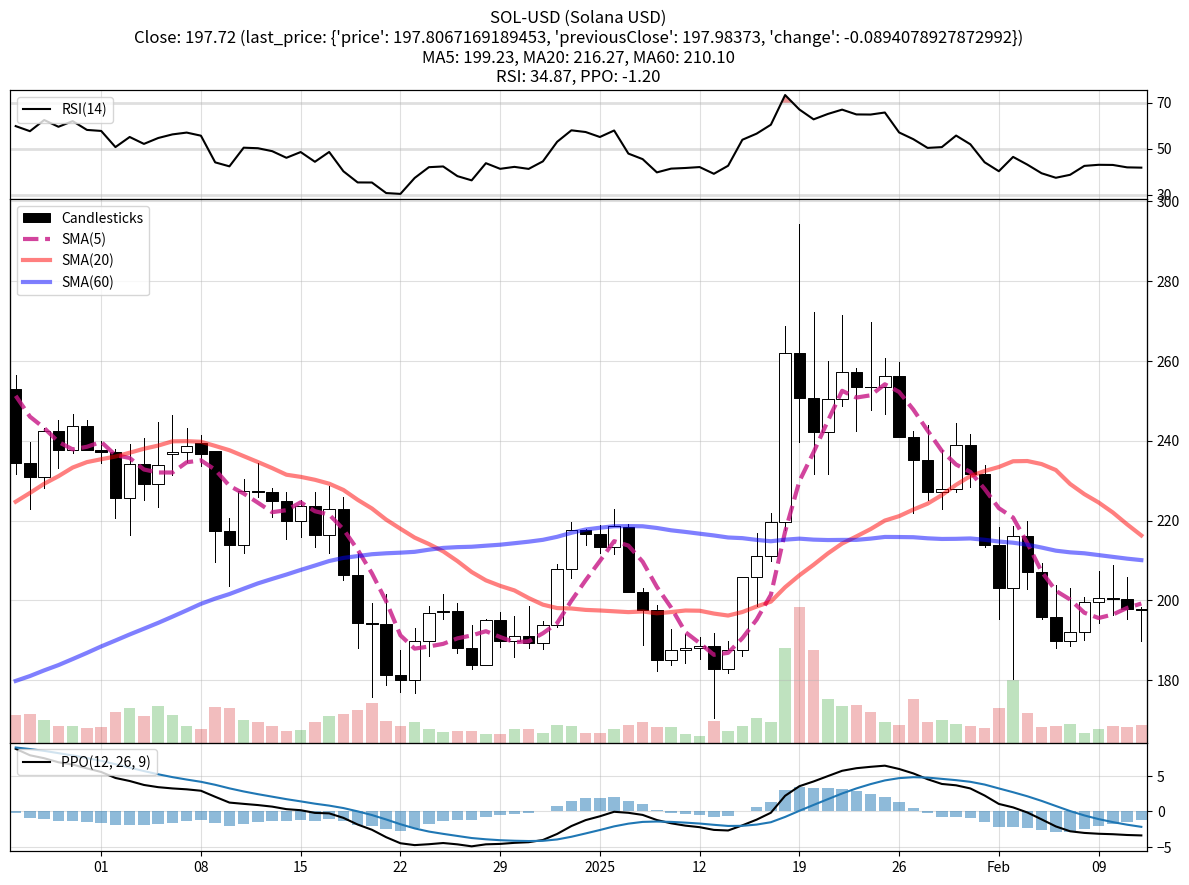 SOL-USD (Solana USD)
Close: 197.72 (last_price: {'price': 197.8067169189453, 'previousClose': 197.98373, 'change': -0.0894078927872992})
MA5: 199.23, MA20: 216.27, MA60: 210.10
RSI: 34.87, PPO: -1.20
RSI(14)
70
50
30
300
Candlesticks
SMA(5)
SMA(20)
SMA(60)
280
260
240
220
200
180
PPO(12, 26, 9)
5
0
−5
01 08 15 22 29 2025 12 19 26 Feb 09